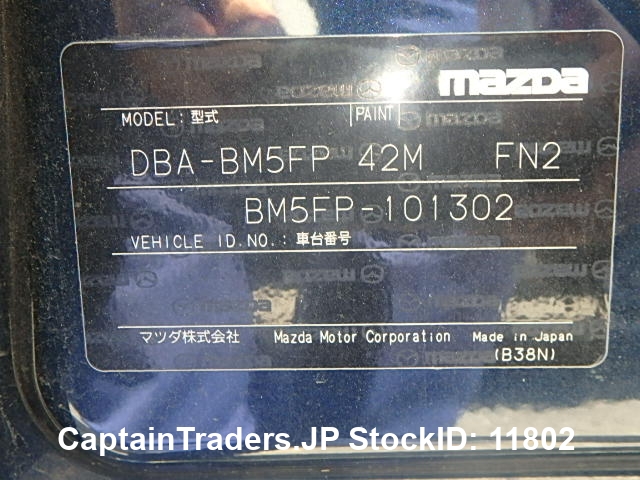 mazda
MODEL: 型式 PAINT
DBA-BM5FP 42M FN2
BM5FP-101302
VEHICLE ID.NO.: 車台番号
マツダ株式会社 Mazda Motor Corporation Made in Japan
(B38N)
CaptainTraders.JP StockID: 11802